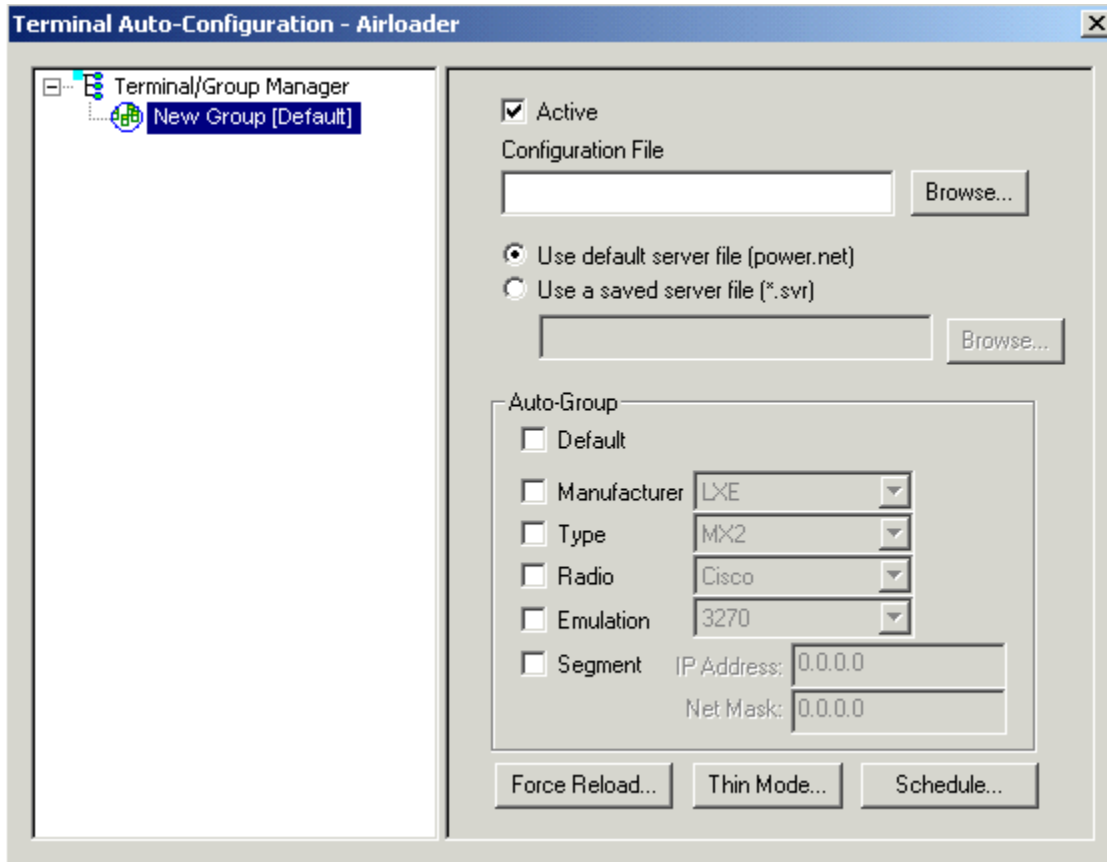 Terminal Auto-Configuration - Airloader
Terminal/Group Manager
New Group [Default]
Active
Configuration File
Browse...
Use default server file (power.net)
Use a saved server file (*.svr)
Browse...
Auto-Group
Default
Manufacturer LXE
Type MX2
Radio Cisco
Emulation 3270
Segment IP Address: 0.0.0.0
Net Mask: 0.0.0.0
Force Reload... Thin Mode... Schedule...